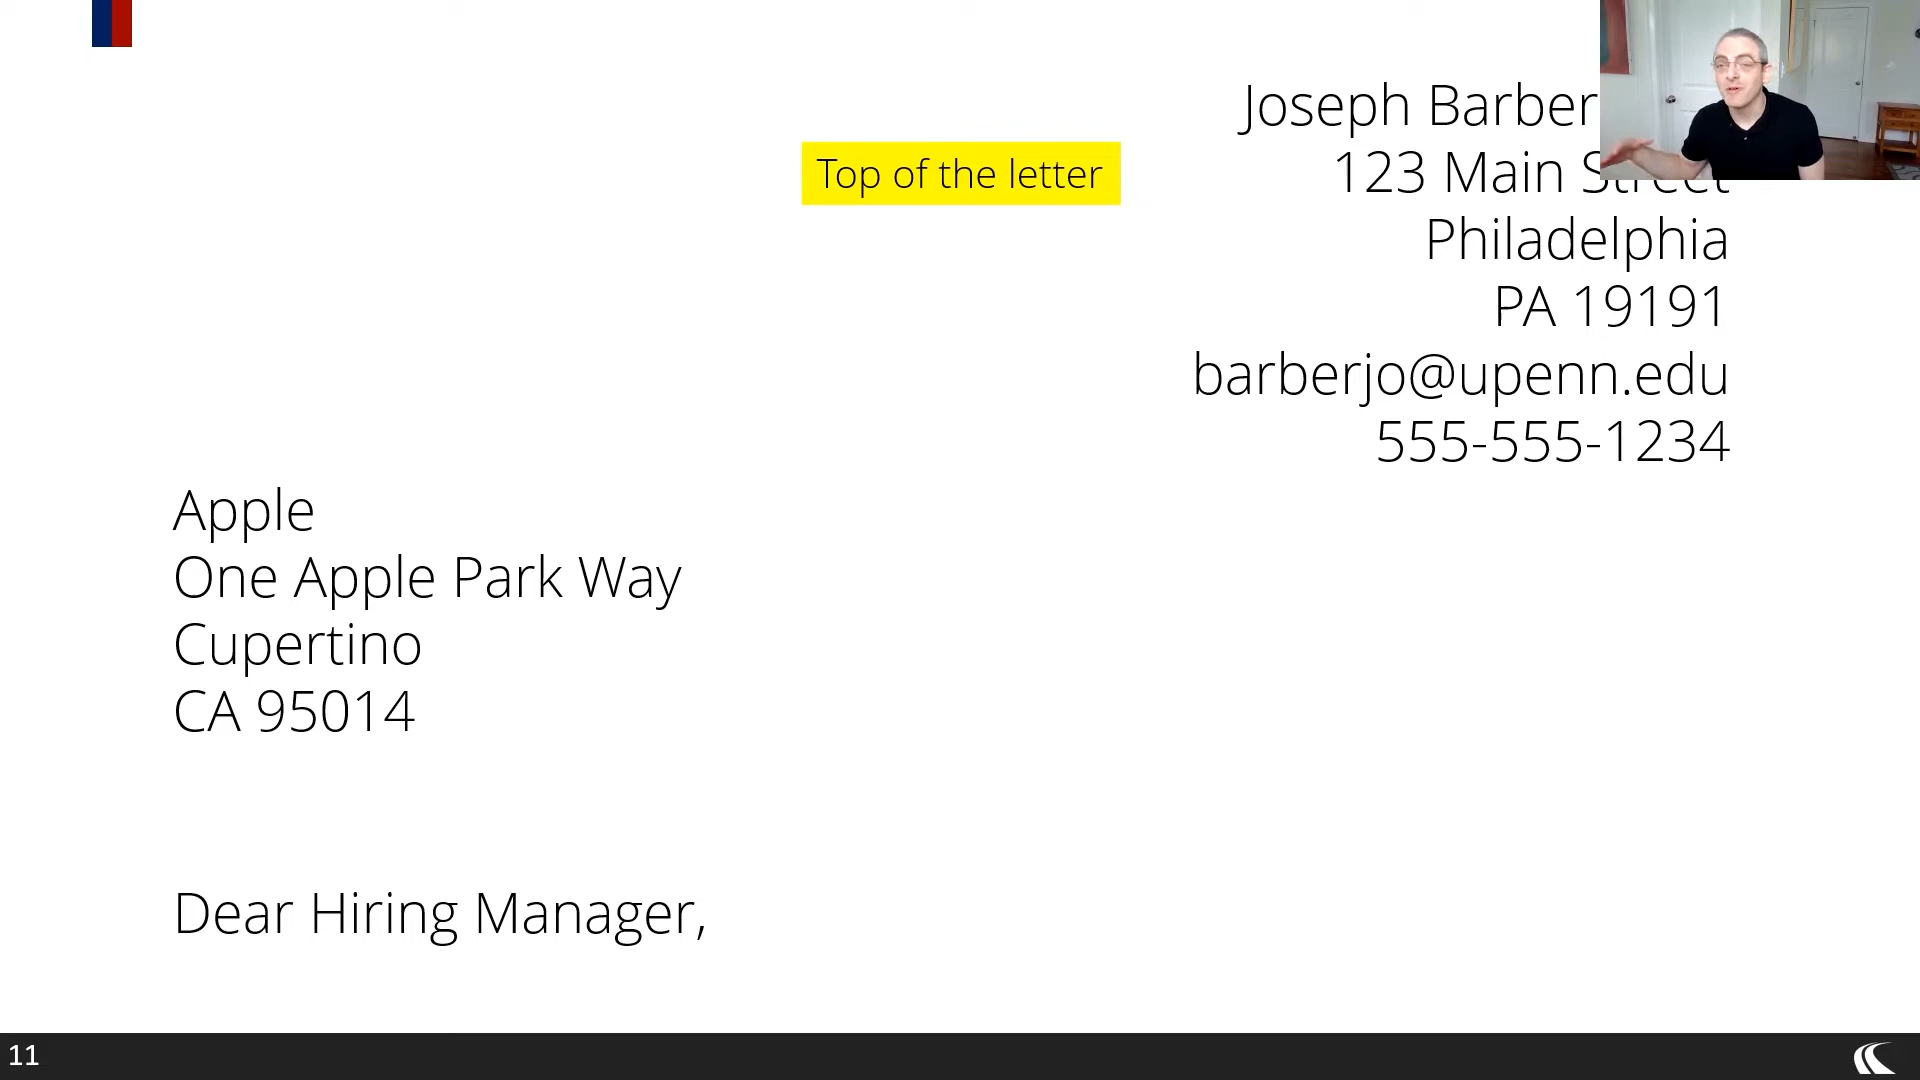 Joseph Barber
Top of the letter
123 Main Street
Philadelphia
PA 19191
barberjo@upenn.edu
555-555-1234
Apple
One Apple Park Way
Cupertino
CA 95014
Dear Hiring Manager,
11